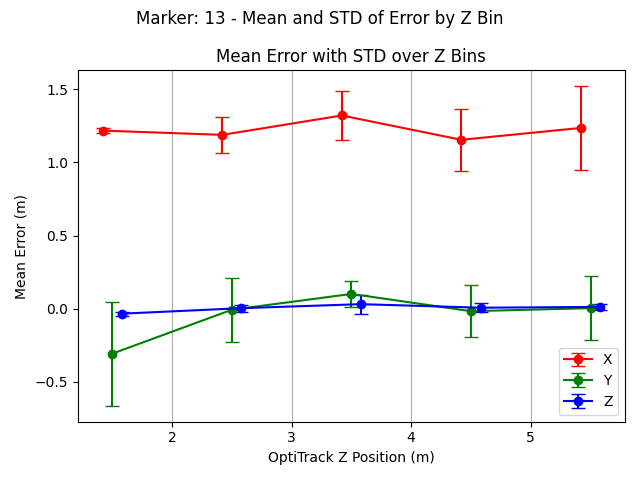 Marker: 13 - Mean and STD of Error by Z Bin
Mean Error with STD over Z Bins
Mean Error (m)
1.5
1.0
0.5
0.0
−0.5
2
3
4
5
OptiTrack Z Position (m)
X
Y
Z